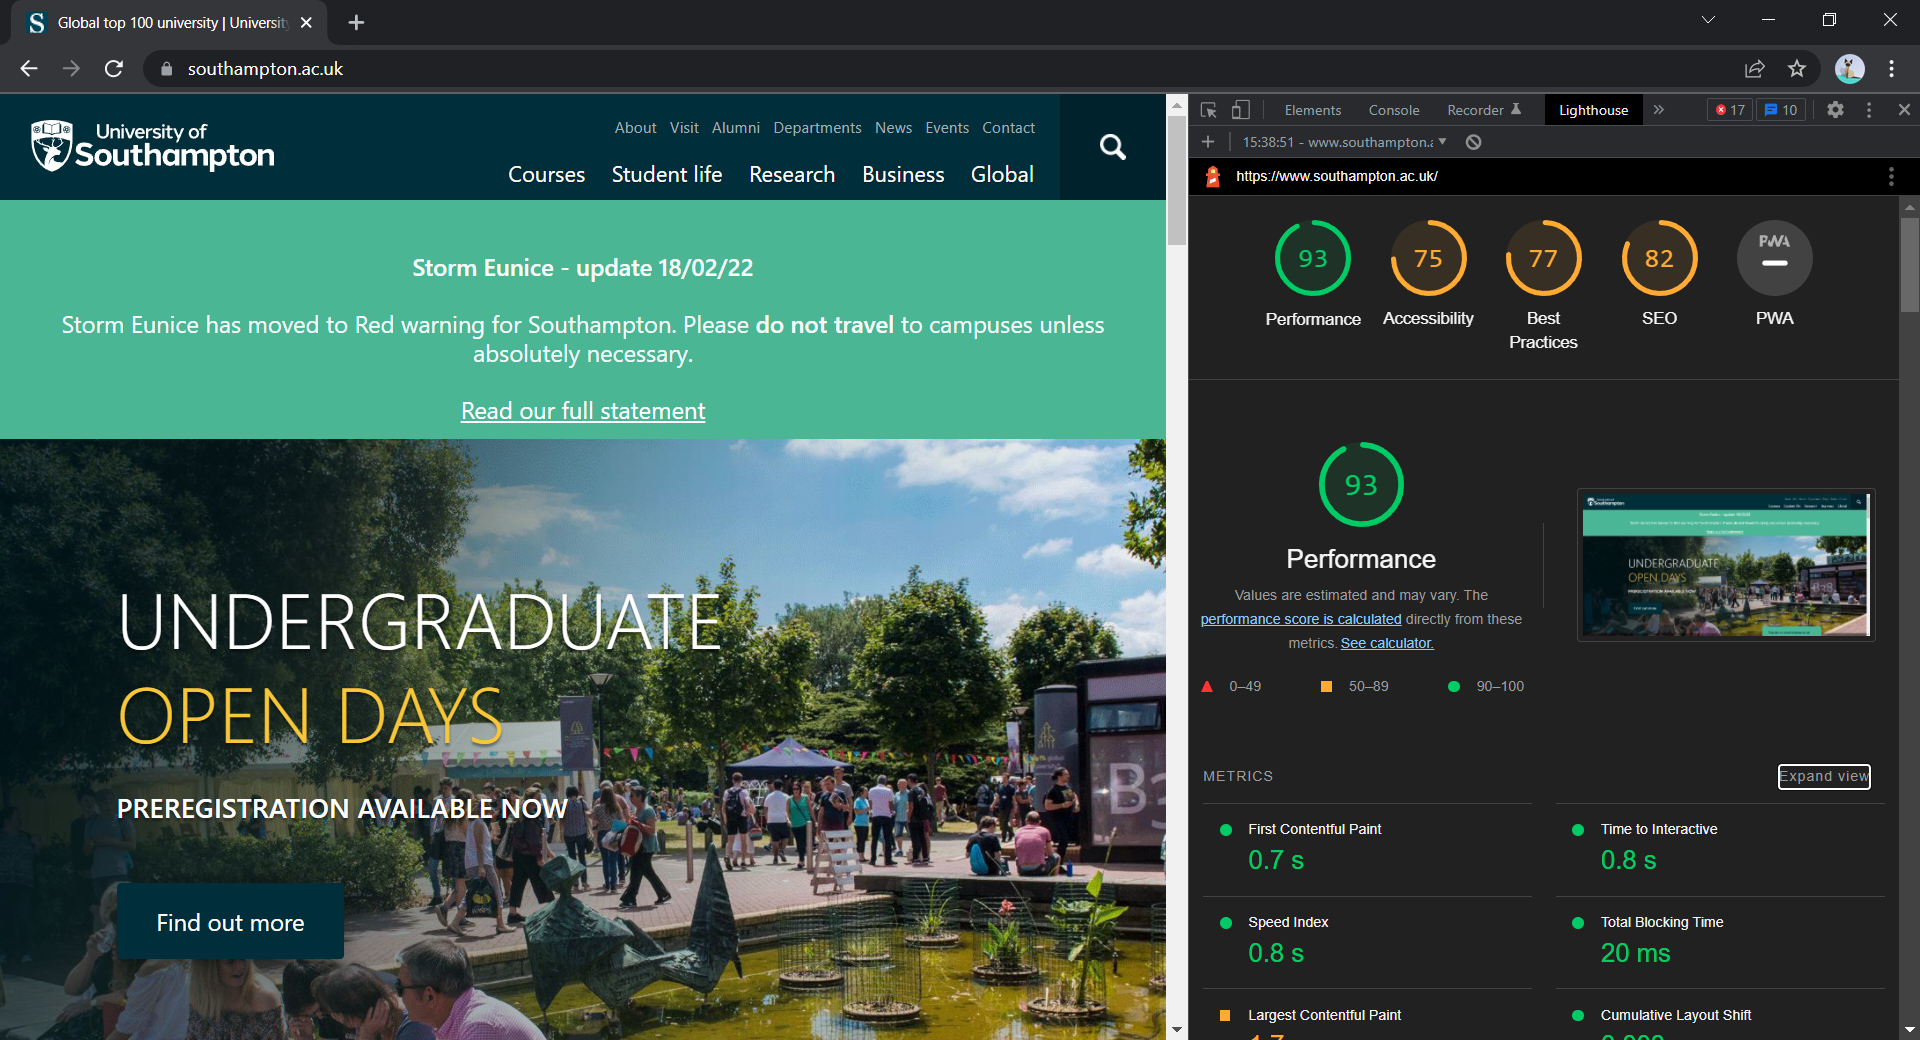 Global top 100 university | University
southampton.ac.uk
University of
Southampton
About Visit Alumni Departments News Events Contact
Courses Student life Research Business Global
Storm Eunice - update 18/02/22
Storm Eunice has moved to Red warning for Southampton. Please do not travel to campuses unless
absolutely necessary.
Read our full statement
UNDERGRADUATE
OPEN DAYS
PREREGISTRATION AVAILABLE NOW
Find out more
Elements Console Recorder Lighthouse 17 10
15:38:51 - www.southampton.a
https://www.southampton.ac.uk/
93 75 77 82 PWA
Performance Accessibility Best Practices SEO PWA
93
Performance
Values are estimated and may vary. The
performance score is calculated directly from these
metrics. See calculator.
0–49 50–89 90–100
UNDERGRADUATE
OPEN DAYS
METRICS Expand view
First Contentful Paint
0.7 s
Time to Interactive
0.8 s
Speed Index
0.8 s
Total Blocking Time
20 ms
Largest Contentful Paint
Cumulative Layout Shift